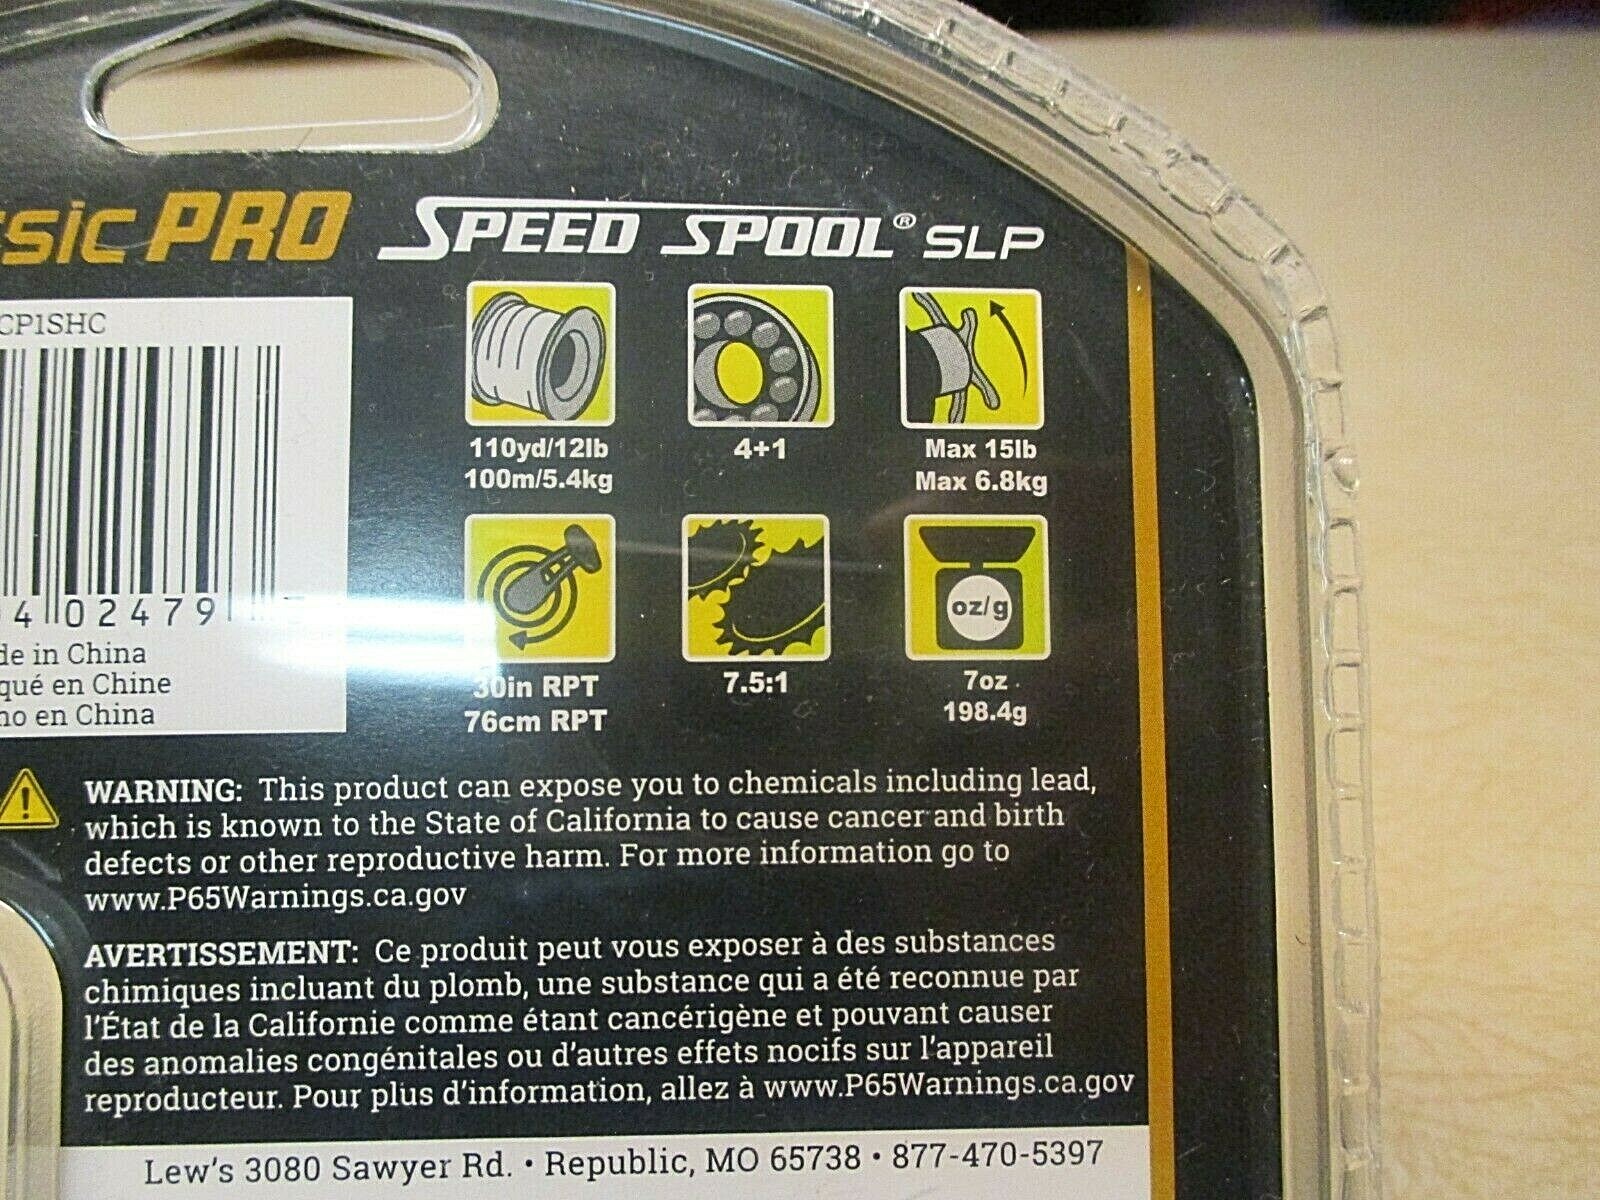 ssic PRO SPEED SPOOL® SLP
CP1SHC
110yd/12lb
100m/5.4kg
4+1
Max 15lb
Max 6.8kg
4 02479
de in China
qué en Chine
no en China
30in RPT
76cm RPT
7.5:1
oz/g
7oz
198.4g
WARNING: This product can expose you to chemicals including lead,
which is known to the State of California to cause cancer and birth
defects or other reproductive harm. For more information go to
www.P65Warnings.ca.gov
AVERTISSEMENT: Ce produit peut vous exposer à des substances
chimiques incluant du plomb, une substance qui a été reconnue par
l'État de la Californie comme étant cancérigène et pouvant causer
des anomalies congénitales ou d'autres effets nocifs sur l'appareil
reproducteur. Pour plus d'information, allez à www.P65Warnings.ca.gov
Lew's 3080 Sawyer Rd. • Republic, MO 65738 • 877-470-5397